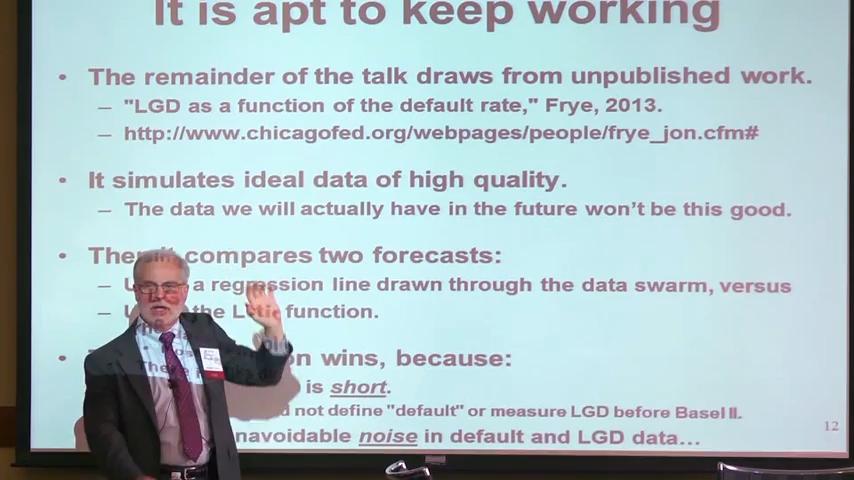 It is apt to keep working
• The remainder of the talk draws from unpublished work.
– "LGD as a function of the default rate," Frye, 2013.
– http://www.chicagofed.org/webpages/people/frye_jon.cfm#
• It simulates ideal data of high quality.
– The data we will actually have in the future won't be this good.
• Then it compares two forecasts:
– a regression line drawn through the data swarm, versus
– the function.
• wins, because:
is short.
not define "default" or measure LGD before Basel II.
navoidable noise in default and LGD data…
12